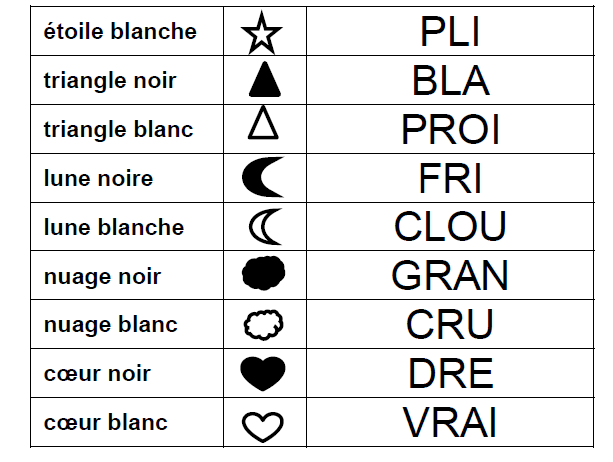 étoile blanche PLI
triangle noir BLA
triangle blanc PROI
lune noire FRI
lune blanche CLOU
nuage noir GRAN
nuage blanc CRU
cœur noir DRE
cœur blanc VRAI